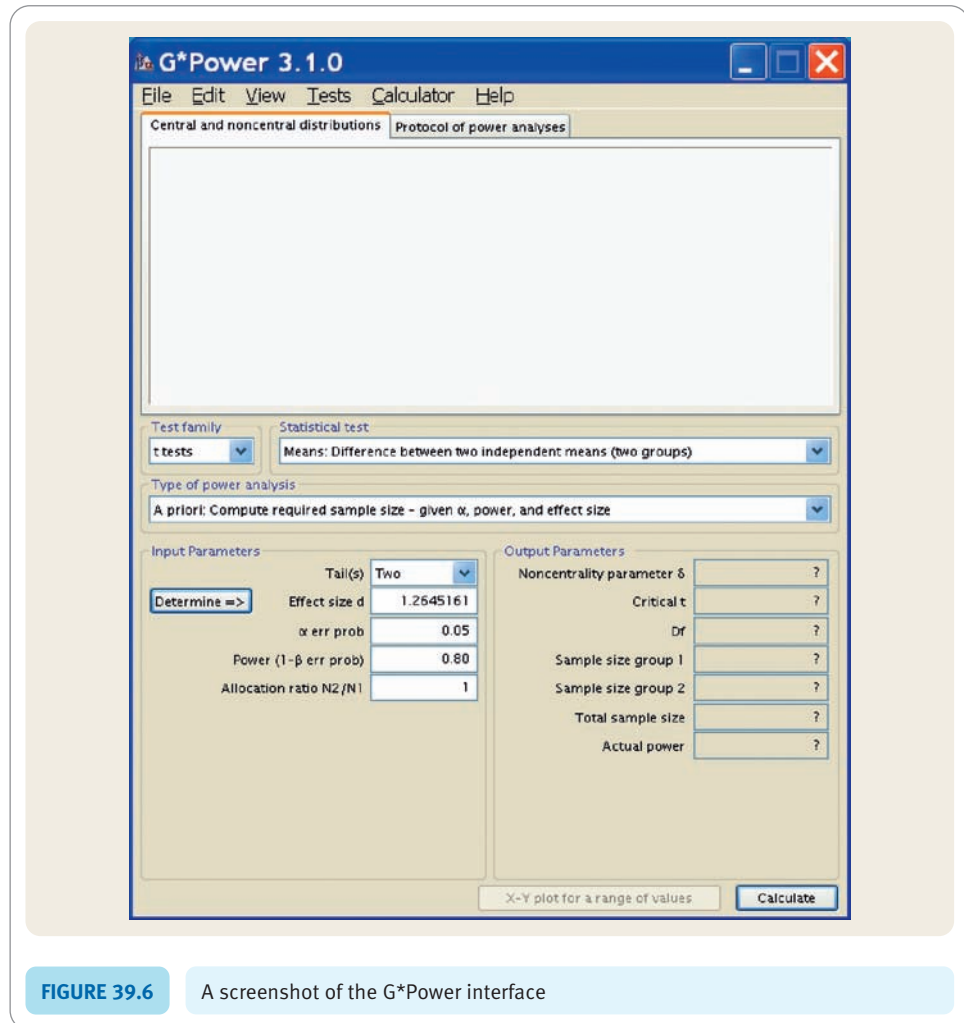 G*Power 3.1.0
File Edit View Tests Calculator Help
Central and noncentral distributions Protocol of power analyses
Test family
t tests
Statistical test
Means: Difference between two independent means (two groups)
Type of power analysis
A priori: Compute required sample size - given α, power, and effect size
Input Parameters
Tail(s) Two
Determine => Effect size d 1.2645161
α err prob 0.05
Power (1-β err prob) 0.80
Allocation ratio N2/N1 1
Output Parameters
Noncentrality parameter δ ?
Critical t ?
Df ?
Sample size group 1 ?
Sample size group 2 ?
Total sample size ?
Actual power ?
X-Y plot for a range of values Calculate
FIGURE 39.6 A screenshot of the G*Power interface